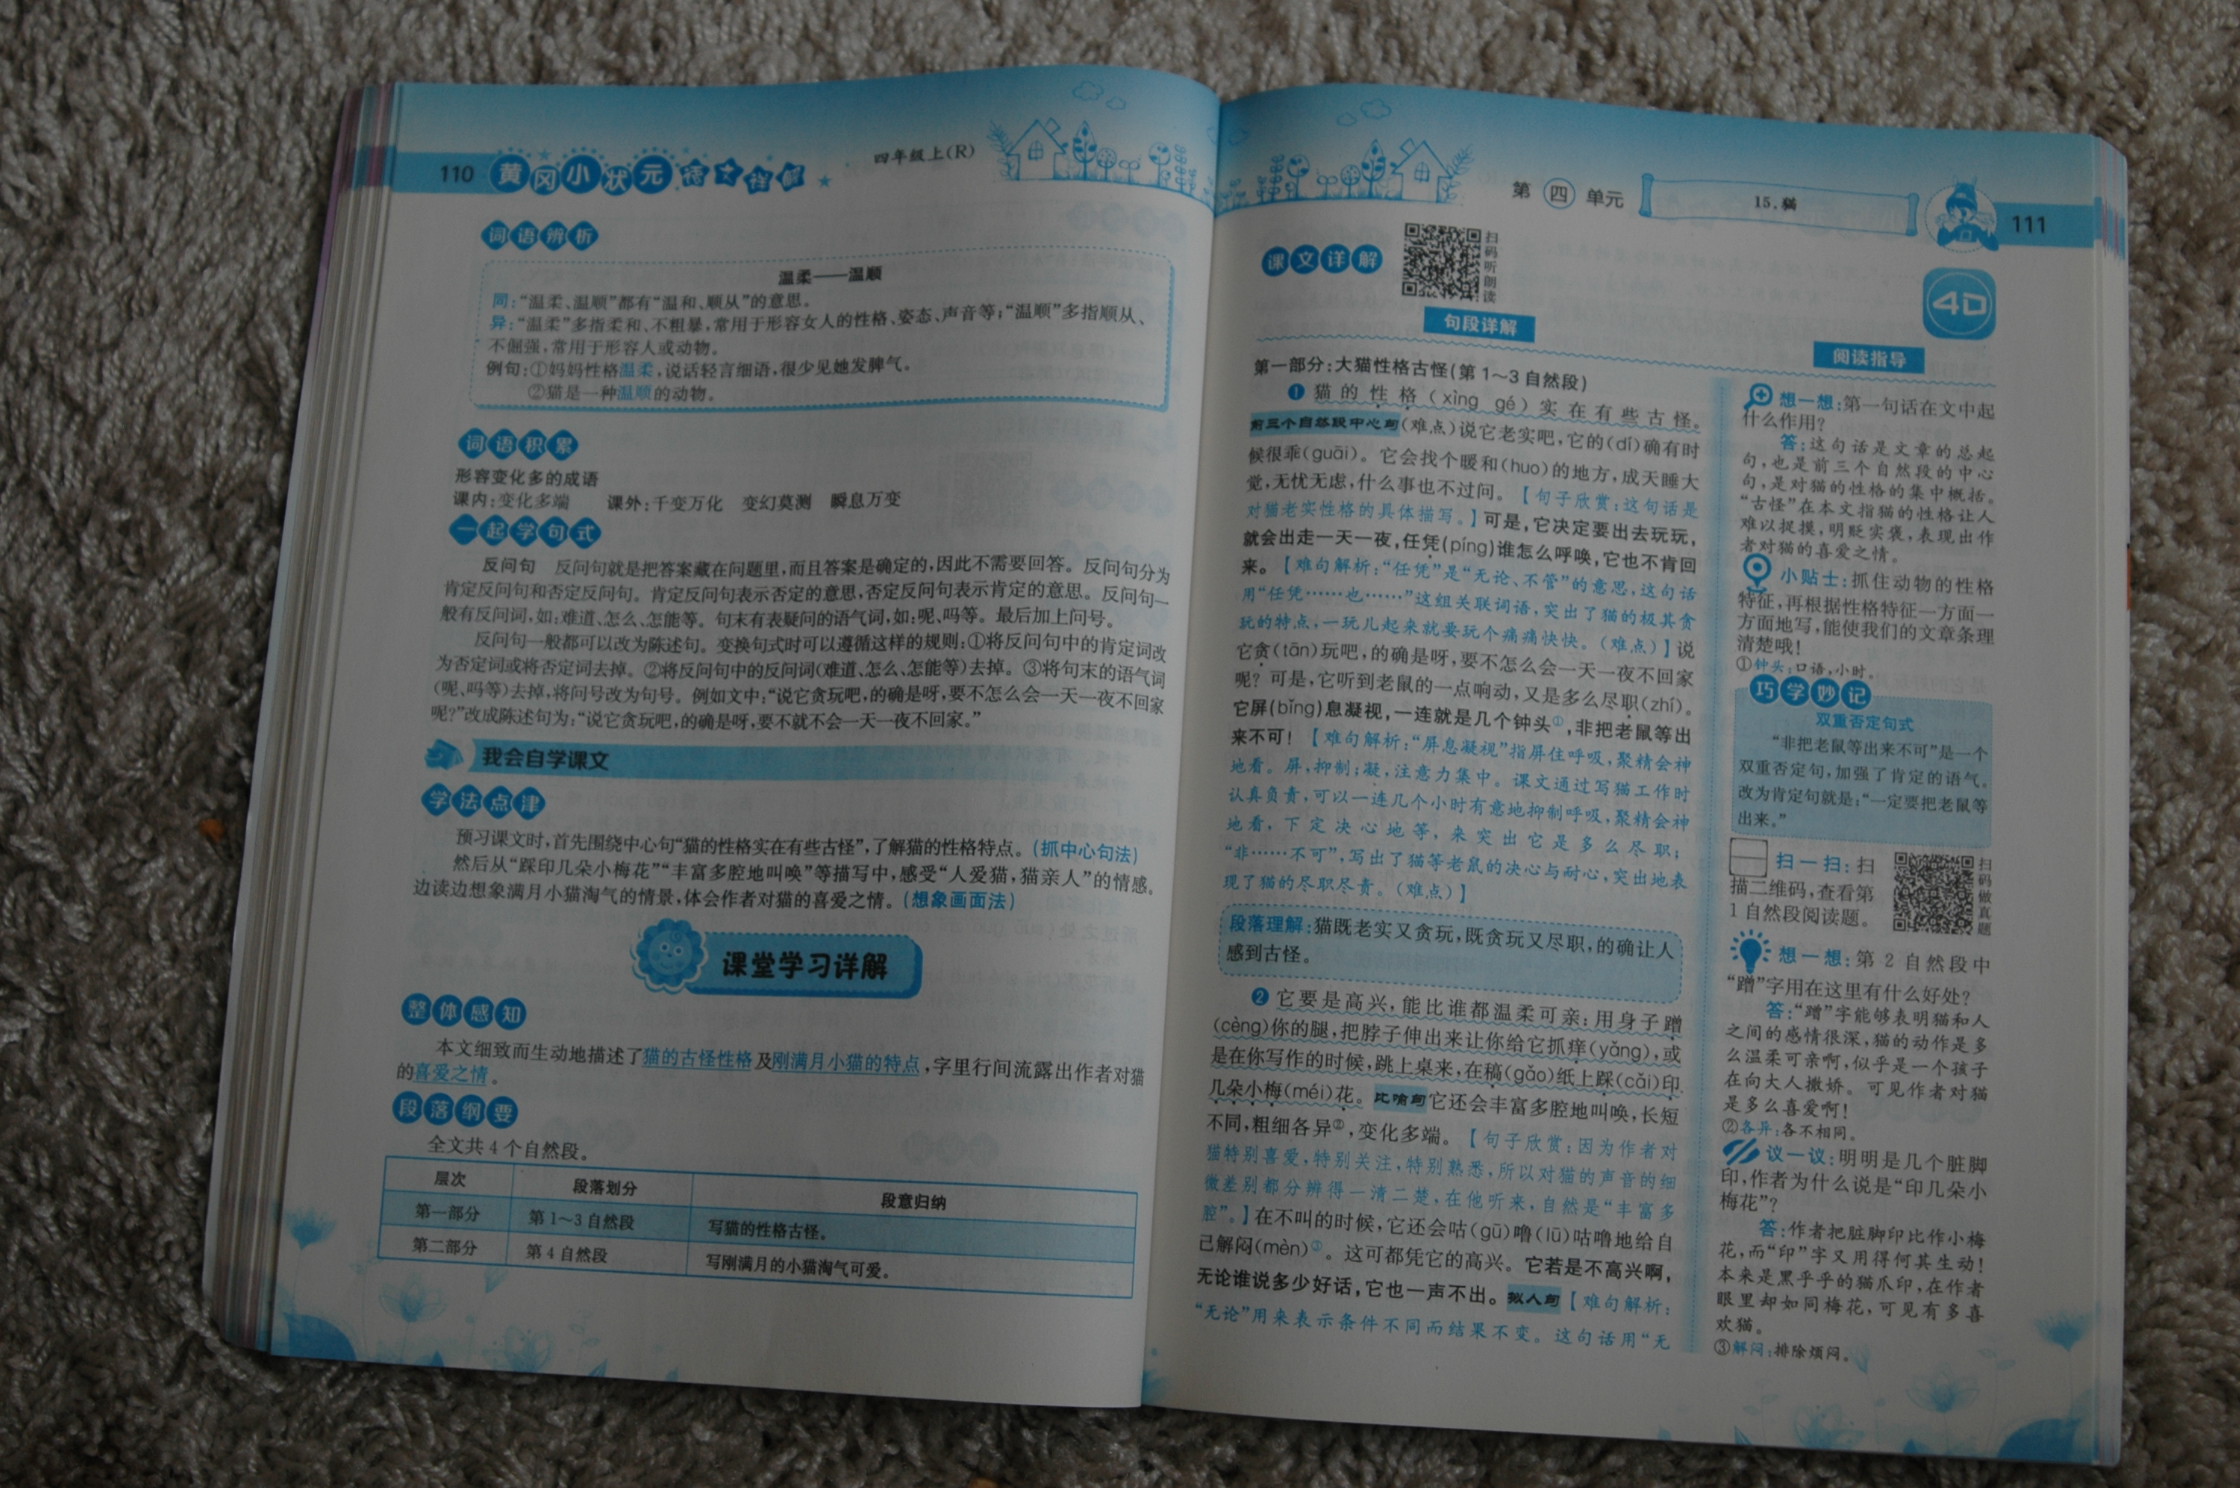 110 黄冈小状元 四年级上(R)
词语辨析
温柔——温顺
同:“温柔、温顺”都有“温和、顺从”的意思。
异:“温柔”多指柔和、不粗暴,常用于形容女人的性格、姿态、声音等;“温顺”多指顺从、
不倔强,常用于形容人或动物。
例句:①妈妈性格温柔,说话轻言细语,很少见她发脾气。
②猫是一种温顺的动物。
词语积累
形容变化多的成语
课内:变化多端 课外:千变万化 变幻莫测 瞬息万变
一起学句式
反问句 反问句就是把答案藏在问题里,而且答案是确定的,因此不需要回答。反问句分为
肯定反问句和否定反问句。肯定反问句表示否定的意思,否定反问句表示肯定的意思。反问句一
般有反问词,如:难道、怎么、怎能等。句末有表疑问的语气词,如:呢、吗等。最后加上问号。
反问句一般都可以改为陈述句。变换句式时可以遵循这样的规则:①将反问句中的肯定词改
为否定词或将否定词去掉。②将反问句中的反问词(难道、怎么、怎能等)去掉。③将句末的语气词
(呢、吗等)去掉,将问号改为句号。例如文中:“说它贪玩吧,的确是呀,要不怎么会一天一夜不回家
呢?”改成陈述句为:“说它贪玩吧,的确是呀,要不就不会一天一夜不回家。”
我会自学课文
学法点津
预习课文时,首先围绕中心句“猫的性格实在有些古怪”,了解猫的性格特点。(抓中心句法)
然后从“踩印几朵小梅花”“丰富多腔地叫唤”等描写中,感受“人爱猫,猫亲人”的情感。
边读边想象满月小猫淘气的情景,体会作者对猫的喜爱之情。(想象画面法)
课堂学习详解
整体感知
本文细致而生动地描述了猫的古怪性格及刚满月小猫的特点,字里行间流露出作者对猫
的喜爱之情。
段落纲要
全文共4个自然段。
层次 段落划分 段意归纳
第一部分 第1~3自然段 写猫的性格古怪。
第二部分 第4自然段 写刚满月的小猫淘气可爱。
第四单元 15.猫 111
课文详解
扫码听朗读
句段详解
第一部分:大猫性格古怪(第1~3自然段)
❶猫的性格(xìng gé)实在有些古怪。
前三个自然段中心句(难点)说它老实吧,它的(dí)确有时
候很乖(guāi)。它会找个暖和(huo)的地方,成天睡大
觉,无忧无虑,什么事也不过问。【句子欣赏:这句话是
对猫老实性格的具体描写。】可是,它决定要出去玩玩,
就会出走一天一夜,任凭(píng)谁怎么呼唤,它也不肯回
来。【难句解析:“任凭”是“无论、不管”的意思,这句话
用“任凭……也……”这组关联词语,突出了猫的极其贪
玩的特点,一玩儿起来就要玩个痛痛快快。(难点)】说
它贪(tān)玩吧,的确是呀,要不怎么会一天一夜不回家
呢?可是,它听到老鼠的一点响动,又是多么尽职(zhí)。
它屏(bǐng)息凝视,一连就是几个钟头①,非把老鼠等出
来不可!【难句解析:“屏息凝视”指屏住呼吸,聚精会神
地看。屏,抑制;凝,注意力集中。课文通过写猫工作时
认真负责,可以一连几个小时有意地抑制呼吸,聚精会神
地看,下定决心地等,来突出它是多么尽职;
“非……不可”,写出了猫等老鼠的决心与耐心,突出地表
现了猫的尽职尽责。(难点)】
段落理解:猫既老实又贪玩,既贪玩又尽职,的确让人
感到古怪。
❷它要是高兴,能比谁都温柔可亲:用身子蹭
(cèng)你的腿,把脖子伸出来让你给它抓痒(yǎng),或
是在你写作的时候,跳上桌来,在稿(gǎo)纸上踩(cǎi)印
几朵小梅(méi)花。比喻句它还会丰富多腔地叫唤,长短
不同,粗细各异②,变化多端。【句子欣赏:因为作者对
猫特别喜爱,特别关注,特别熟悉,所以对猫的声音的细
微差别都分辨得一清二楚,在他听来,自然是“丰富多
腔”。】在不叫的时候,它还会咕(gū)噜(lū)咕噜地给自
己解闷(mèn)③。这可都凭它的高兴。它若是不高兴啊,
无论谁说多少好话,它也一声不出。拟人句【难句解析:
“无论”用来表示条件不同而结果不变。这句话用“无
4D
阅读指导
想一想:第一句话在文中起
什么作用?
答:这句话是文章的总起
句,也是前三个自然段的中心
句,是对猫的性格的集中概括。
“古怪”在本文指猫的性格让人
难以捉摸,明贬实褒,表现出作
者对猫的喜爱之情。
小贴士:抓住动物的性格
特征,再根据性格特征一方面一
方面地写,能使我们的文章条理
清楚哦!
①钟头:口语,小时。
巧学妙记
双重否定句式
“非把老鼠等出来不可”是一个
双重否定句,加强了肯定的语气。
改为肯定句就是:“一定要把老鼠等
出来。”
扫一扫:扫
描二维码,查看第
1自然段阅读题。
扫码做真题
想一想:第2自然段中
“蹭”字用在这里有什么好处?
答:“蹭”字能够表明猫和人
之间的感情很深,猫的动作是多
么温柔可亲啊,似乎是一个孩子
在向大人撒娇。可见作者对猫
是多么喜爱啊!
②各异:各不相同。
议一议:明明是几个脏脚
印,作者为什么说是“印几朵小
梅花”?
答:作者把脏脚印比作小梅
花,而“印”字又用得何其生动!
本来是黑乎乎的猫爪印,在作者
眼里却如同梅花,可见有多喜
欢猫。
③解闷:排除烦闷。